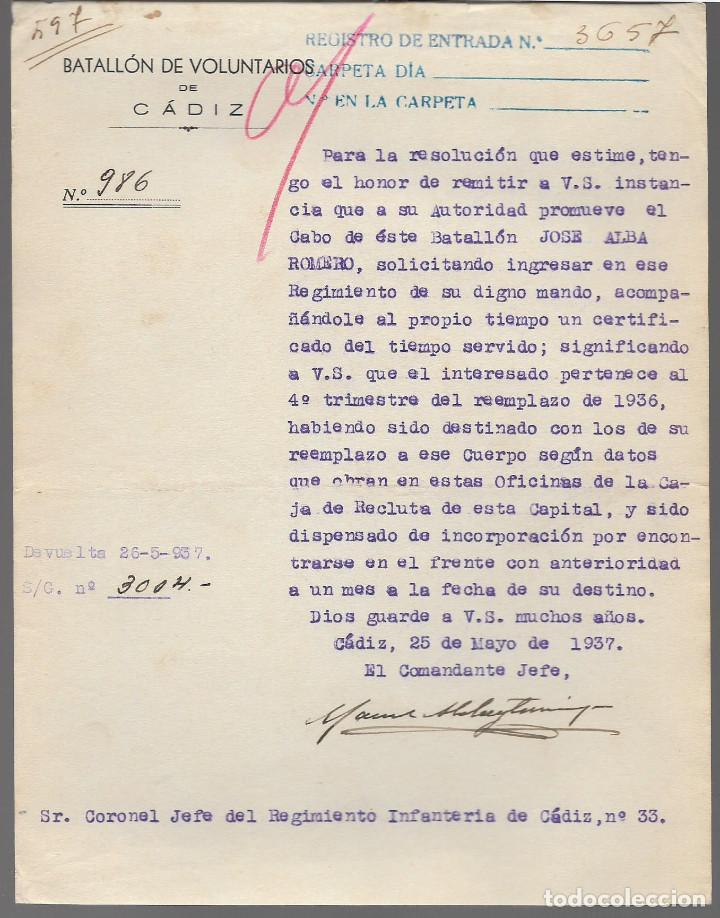 597
REGISTRO DE ENTRADA N.º 3657
CARPETA DÍA
N.º EN LA CARPETA
BATALLÓN DE VOLUNTARIOS
DE
CÁDIZ
N.º 986
Para la resolución que estime, ten-
go el honor de remitir a V.S. instan-
cia que a su Autoridad promueve el
Cabo de éste Batallón JOSE ALBA
ROMERO, solicitando ingresar en ese
Regimiento de su digno mando, acompa-
ñándole al propio tiempo un certifi-
cado del tiempo servido; significando
a V.S. que el interesado pertenece al
4º trimestre del reemplazo de 1936,
habiendo sido destinado con los de su
reemplazo a ese Cuerpo según datos
que obran en estas Oficinas de la Ca-
ja de Recluta de esta Capital, y sido
dispensado de incorporación por encon-
trarse en el frente con anterioridad
a un mes a la fecha de su destino.
Dios guarde a V.S. muchos años.
Cádiz, 25 de Mayo de 1937.
El Comandante Jefe,
Devuelta 26-5-937.
S/G. nº 3004.-
Sr. Coronel Jefe del Regimiento Infanteria de Cádiz, nº 33.
todocoleccion